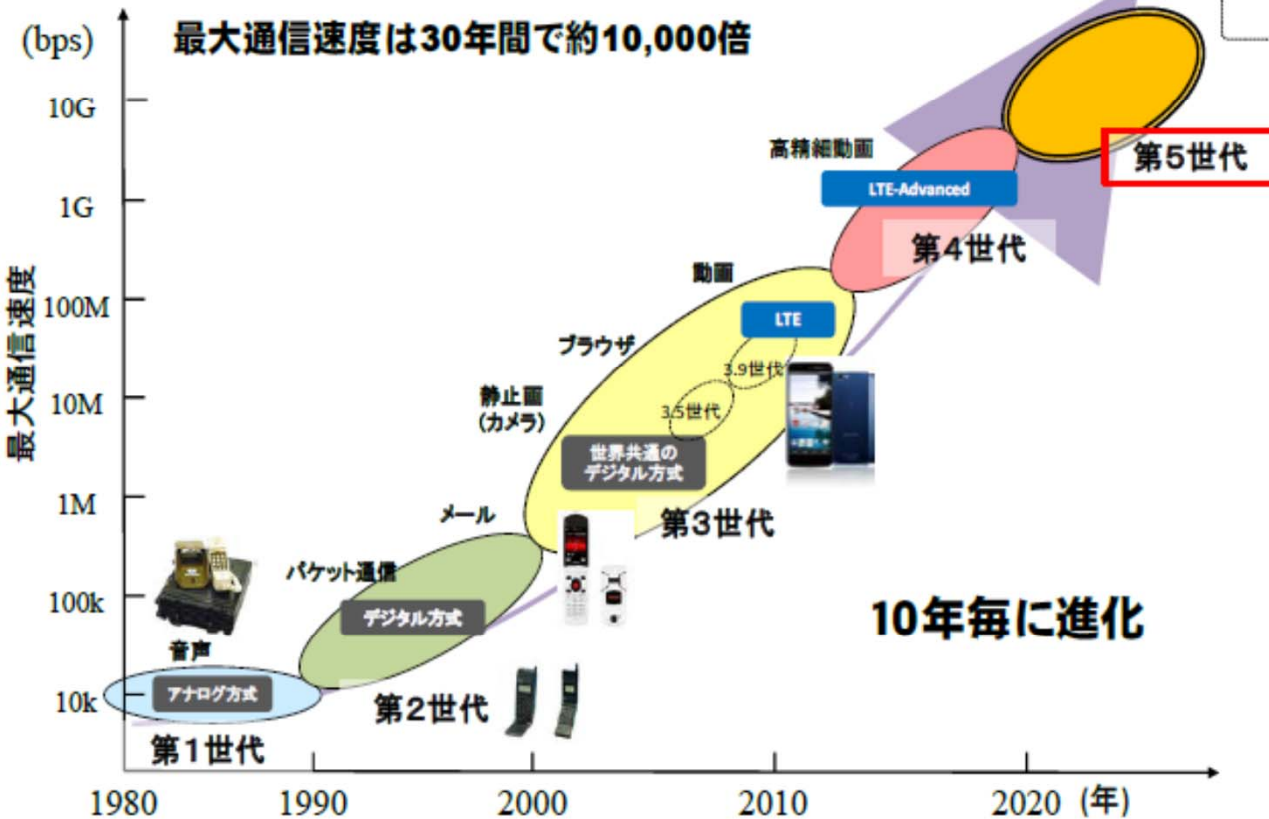 (bps)
最大通信速度は30年間で約10,000倍
10G
高精細動画
第5世代
LTE-Advanced
1G
第4世代
動画
最大通信速度
100M
LTE
ブラウザ
3.9世代
静止画
(カメラ)
10M
3.5世代
世界共通の
デジタル方式
1M
メール
第3世代
パケット通信
100k
デジタル方式
10年毎に進化
音声
アナログ方式
10k
第2世代
第1世代
1980
1990
2000
2010
2020
(年)